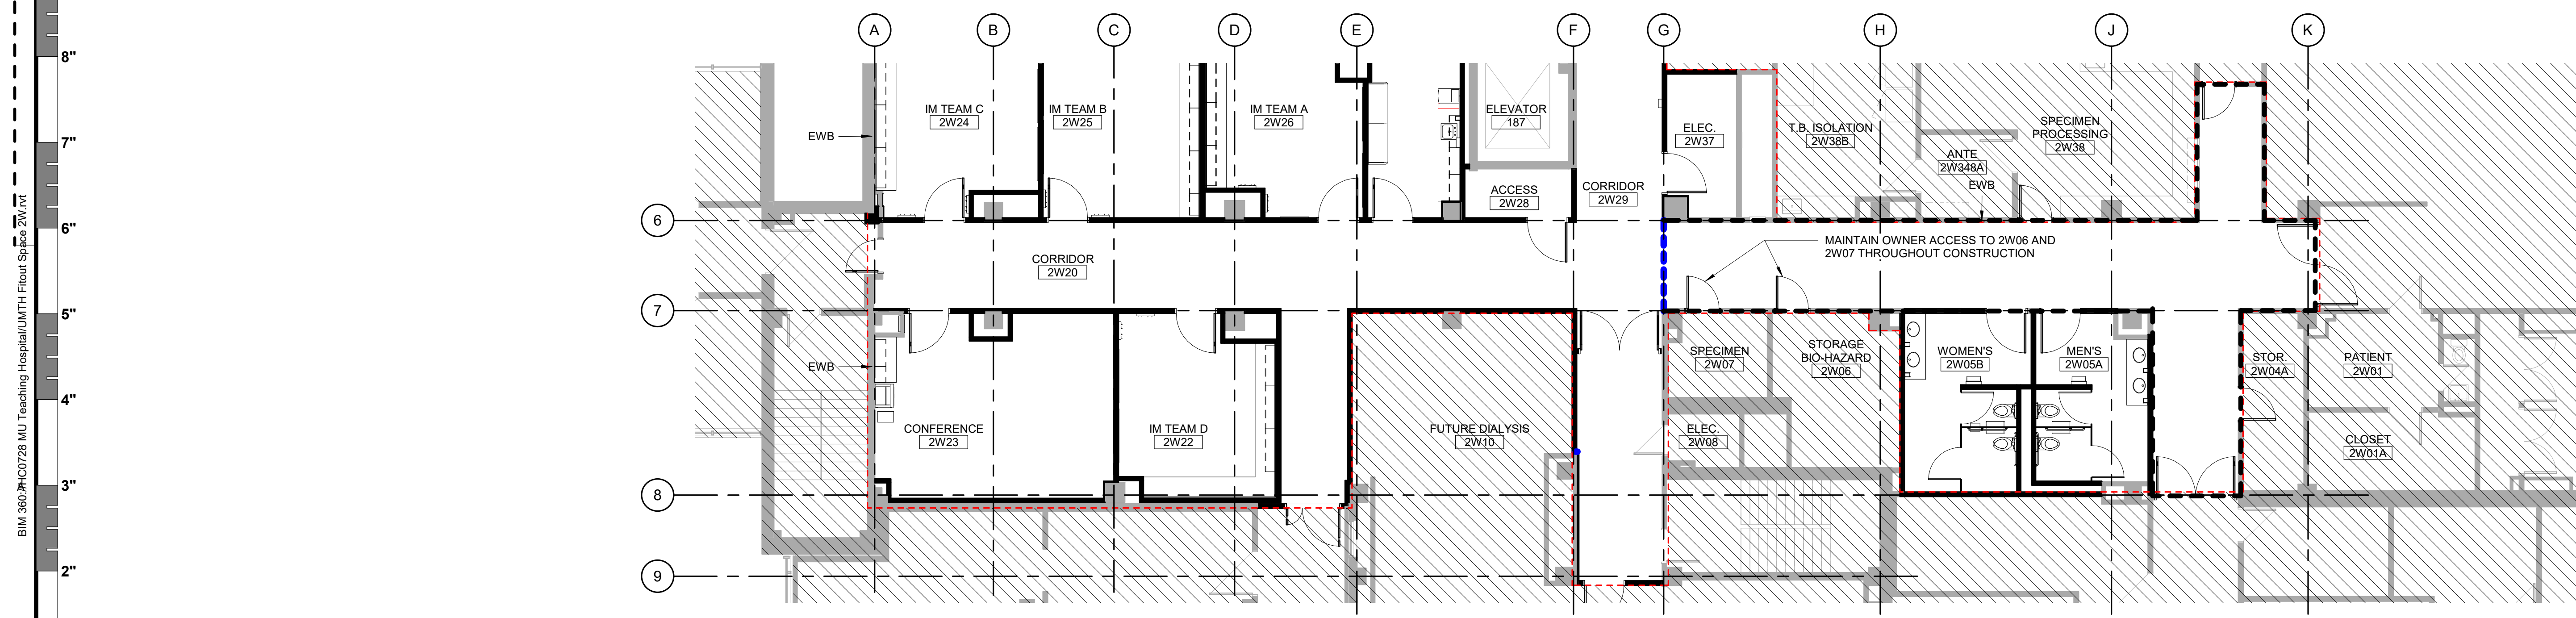 A
B
C
D
E
F
G
H
J
K
8"
7"
6"
5"
4"
3"
2"
BIM 360://HC0728 MU Teaching Hospital/UMTH Fitout Space 2W.rvt
6
7
8
9
EWB
IM TEAM C
2W24
IM TEAM B
2W25
IM TEAM A
2W26
ELEVATOR
187
ACCESS
2W28
CORRIDOR
2W29
ELEC.
2W37
T.B. ISOLATION
2W38B
ANTE
2W348A
EWB
SPECIMEN
PROCESSING
2W38
CORRIDOR
2W20
MAINTAIN OWNER ACCESS TO 2W06 AND
2W07 THROUGHOUT CONSTRUCTION
EWB
CONFERENCE
2W23
IM TEAM D
2W22
FUTURE DIALYSIS
2W10
SPECIMEN
2W07
STORAGE
BIO-HAZARD
2W06
ELEC.
2W08
WOMEN'S
2W05B
MEN'S
2W05A
STOR.
2W04A
PATIENT
2W01
CLOSET
2W01A